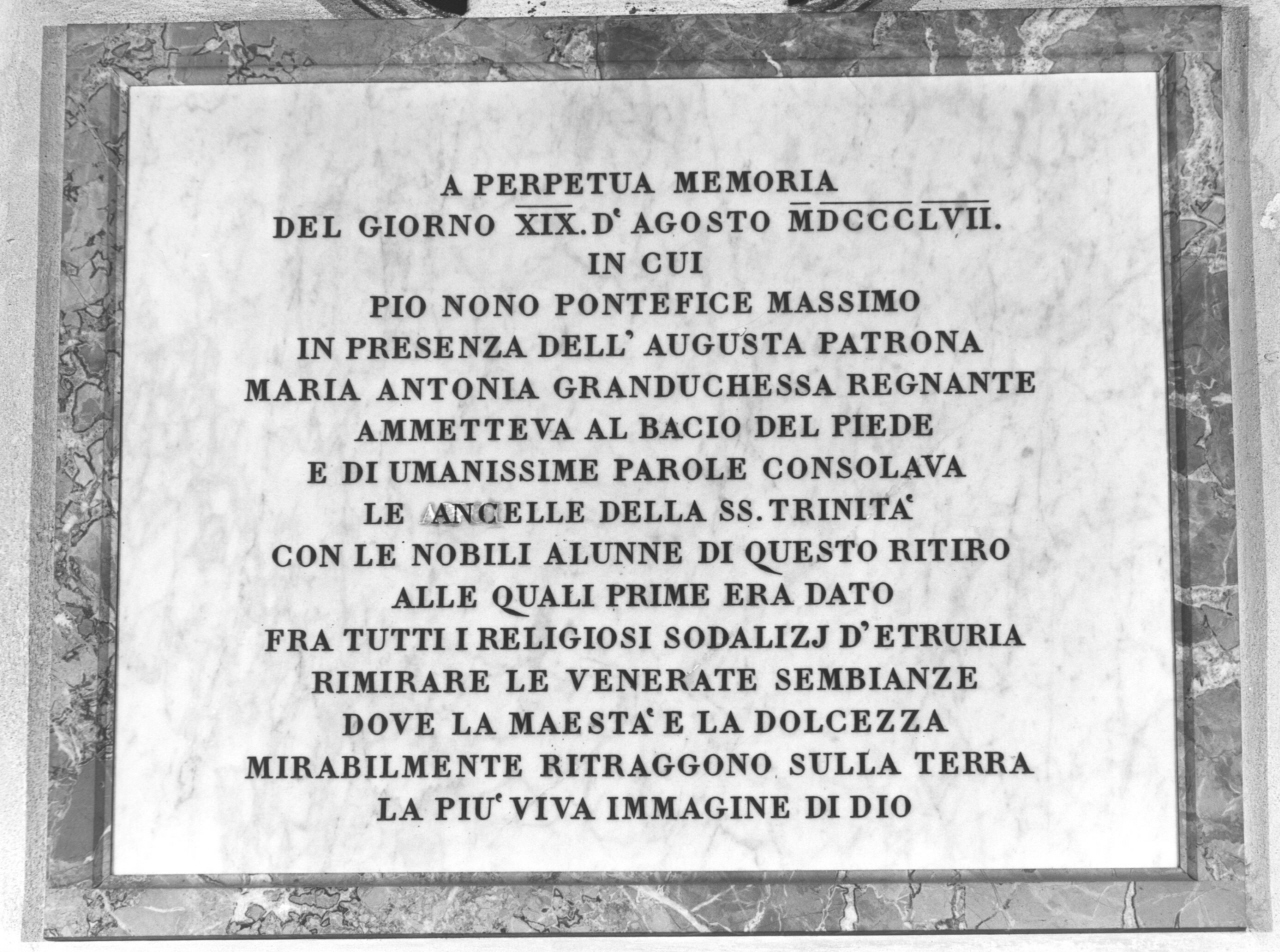 A PERPETUA MEMORIA
DEL GIORNO XIX. D' AGOSTO MDCCCLVII.
IN CUI
PIO NONO PONTEFICE MASSIMO
IN PRESENZA DELL' AUGUSTA PATRONA
MARIA ANTONIA GRANDUCHESSA REGNANTE
AMMETTEVA AL BACIO DEL PIEDE
E DI UMANISSIME PAROLE CONSOLAVA
LE ANCELLE DELLA SS. TRINITA'
CON LE NOBILI ALUNNE DI QUESTO RITIRO
ALLE QUALI PRIME ERA DATO
FRA TUTTI I RELIGIOSI SODALIZJ D'ETRURIA
RIMIRARE LE VENERATE SEMBIANZE
DOVE LA MAESTA' E LA DOLCEZZA
MIRABILMENTE RITRAGGONO SULLA TERRA
LA PIU' VIVA IMMAGINE DI DIO